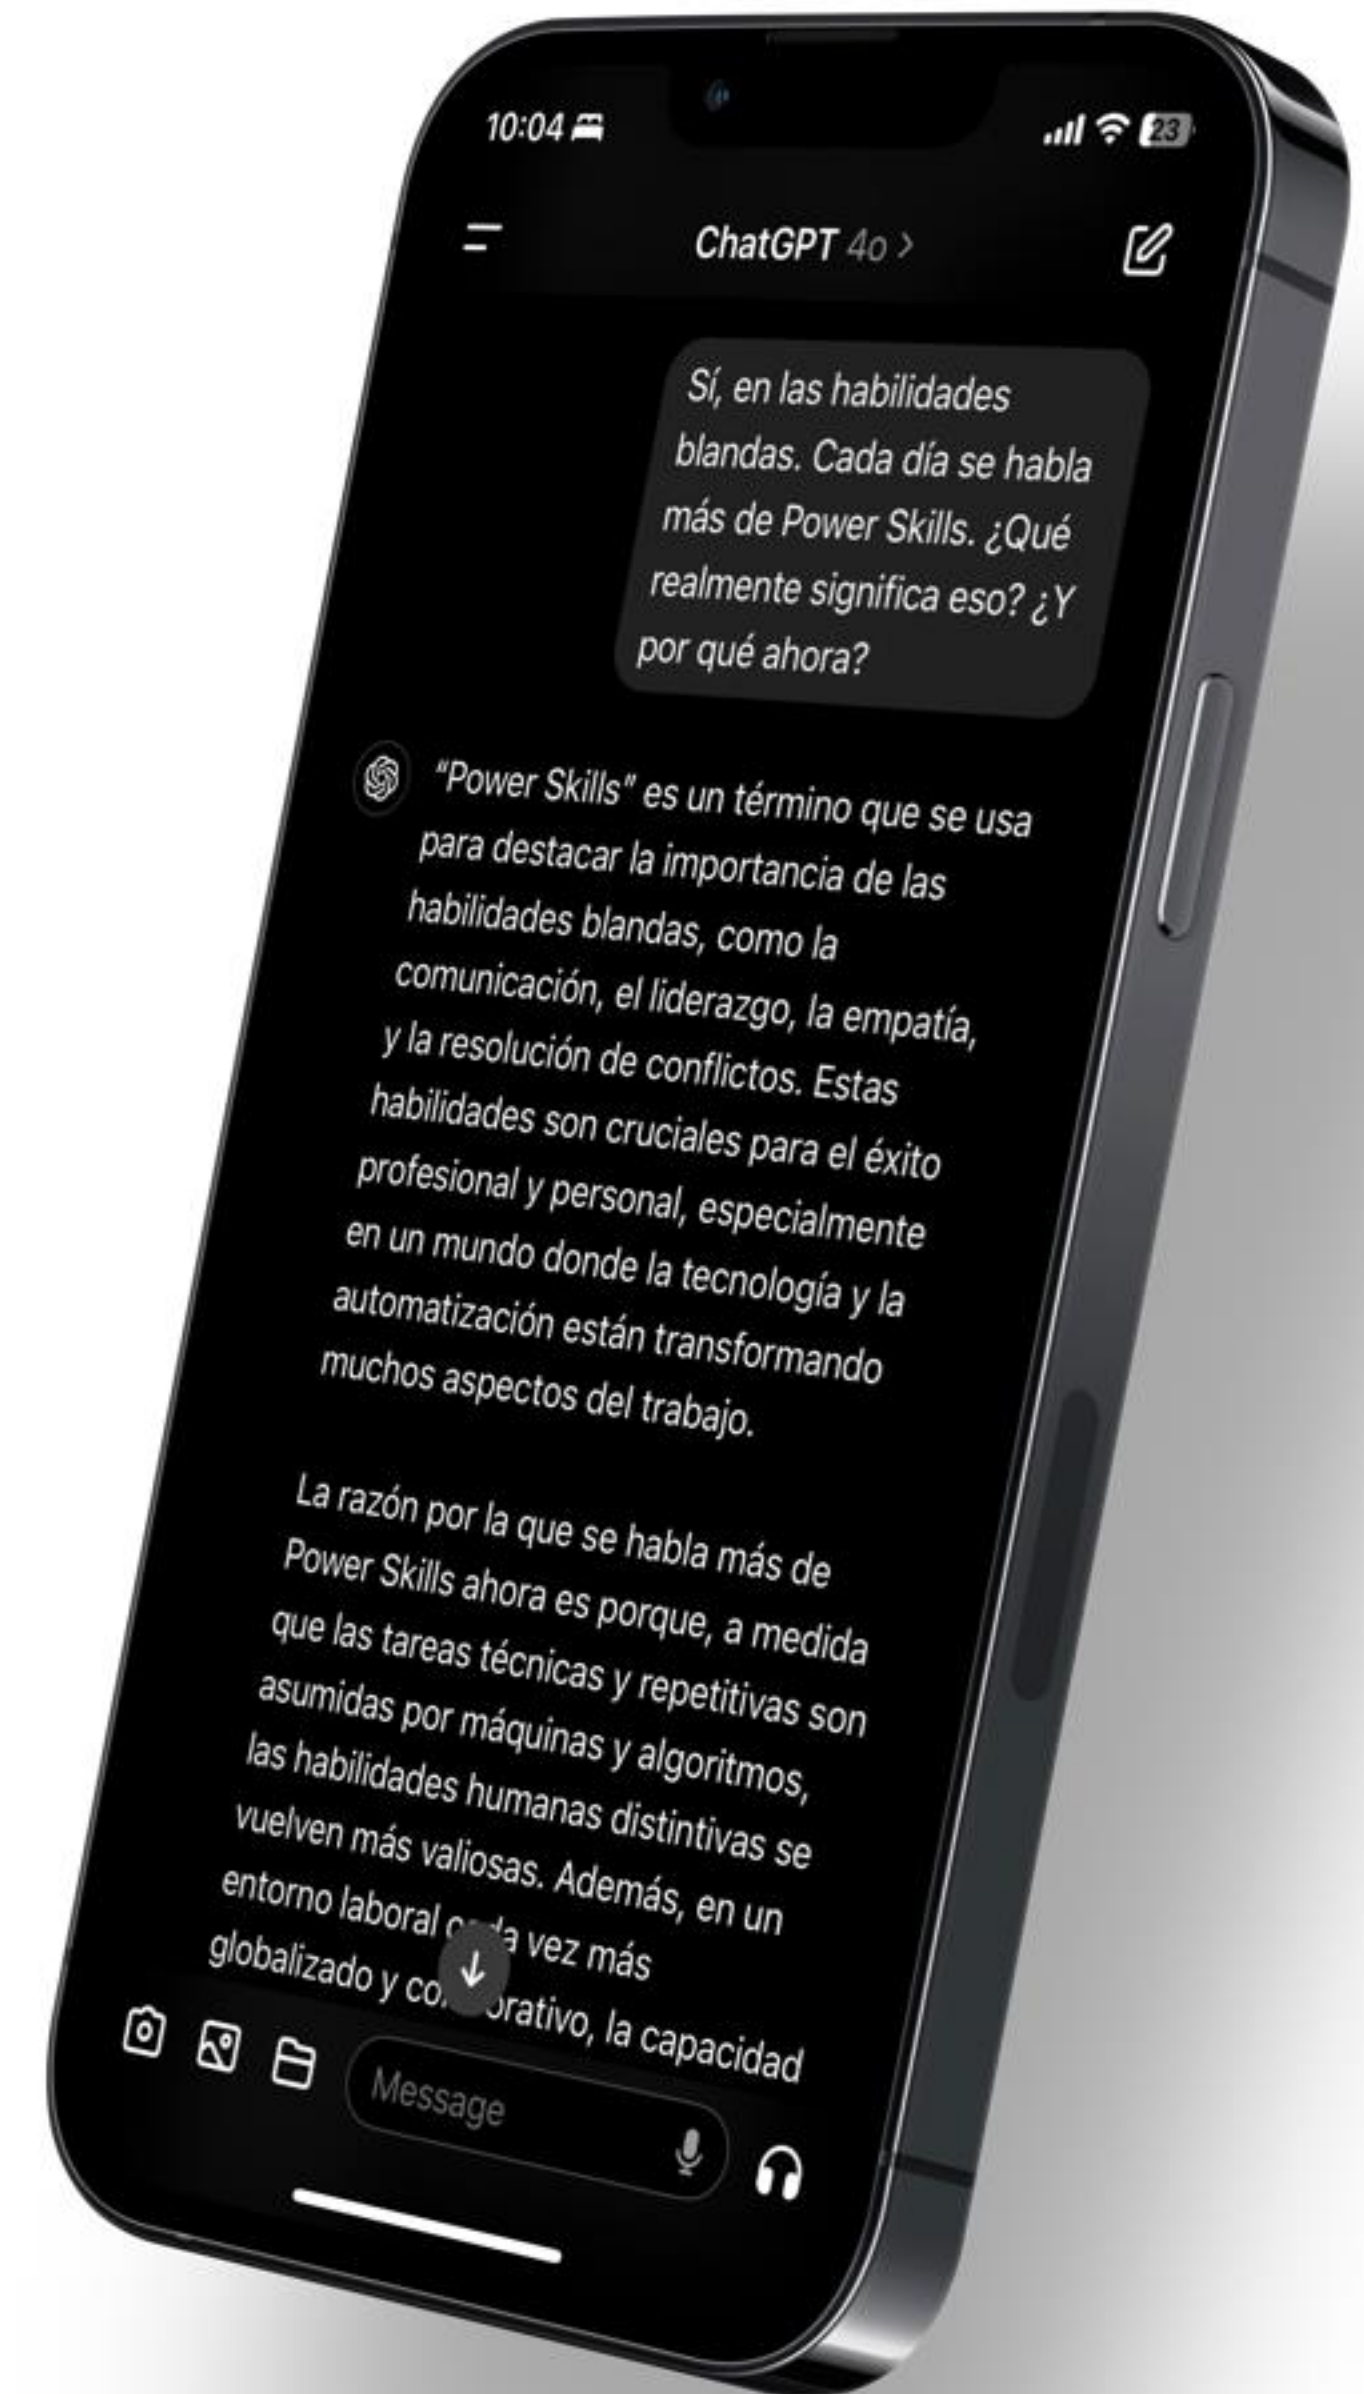 10:04
23
ChatGPT 4o >
Sí, en las habilidades
blandas. Cada día se habla
más de Power Skills. ¿Qué
realmente significa eso? ¿Y
por qué ahora?
“Power Skills” es un término que se usa
para destacar la importancia de las
habilidades blandas, como la
comunicación, el liderazgo, la empatía,
y la resolución de conflictos. Estas
habilidades son cruciales para el éxito
profesional y personal, especialmente
en un mundo donde la tecnología y la
automatización están transformando
muchos aspectos del trabajo.
La razón por la que se habla más de
Power Skills ahora es porque, a medida
que las tareas técnicas y repetitivas son
asumidas por máquinas y algoritmos,
las habilidades humanas distintivas se
vuelven más valiosas. Además, en un
entorno laboral vez más
globalizado y , la capacidad
Message